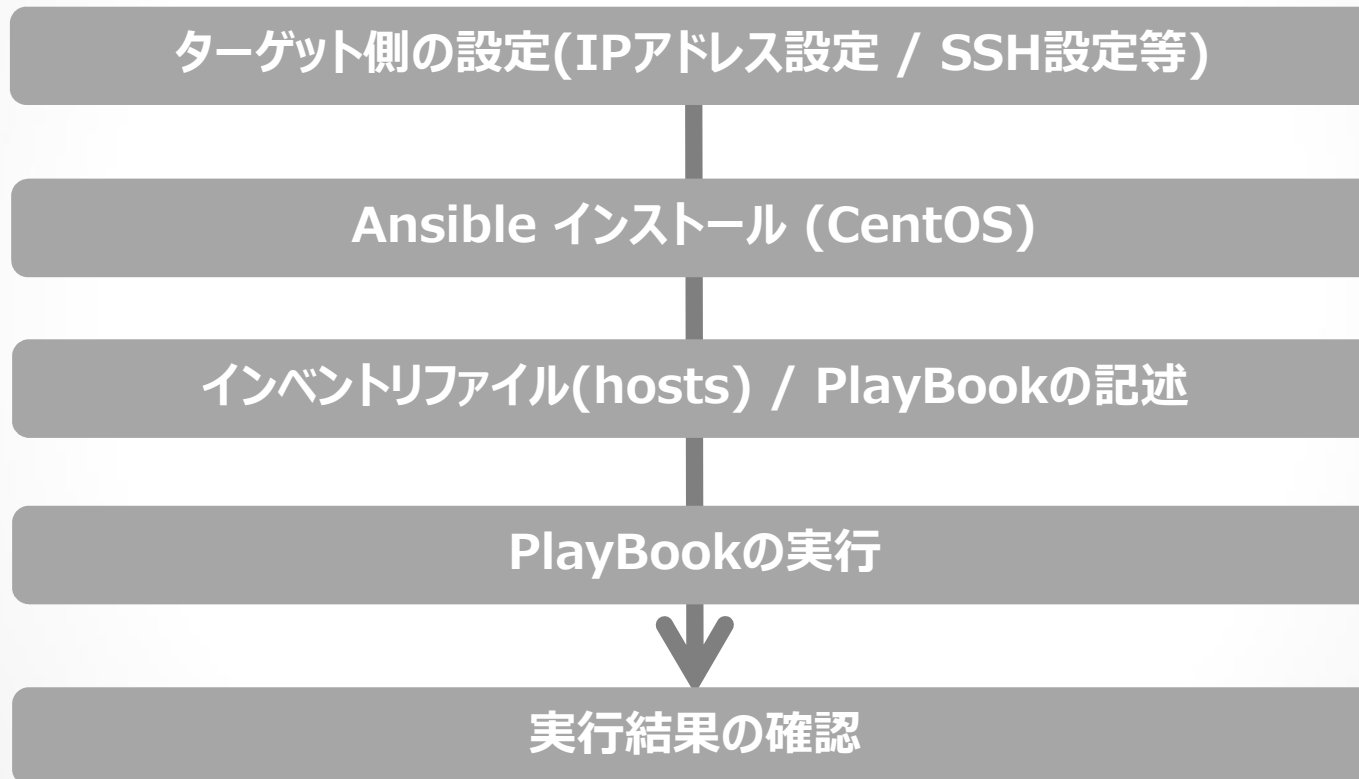 ターゲット側の設定(IPアドレス設定 / SSH設定等)
Ansible インストール (CentOS)
インベントリファイル(hosts) / PlayBookの記述
PlayBookの実行
実行結果の確認